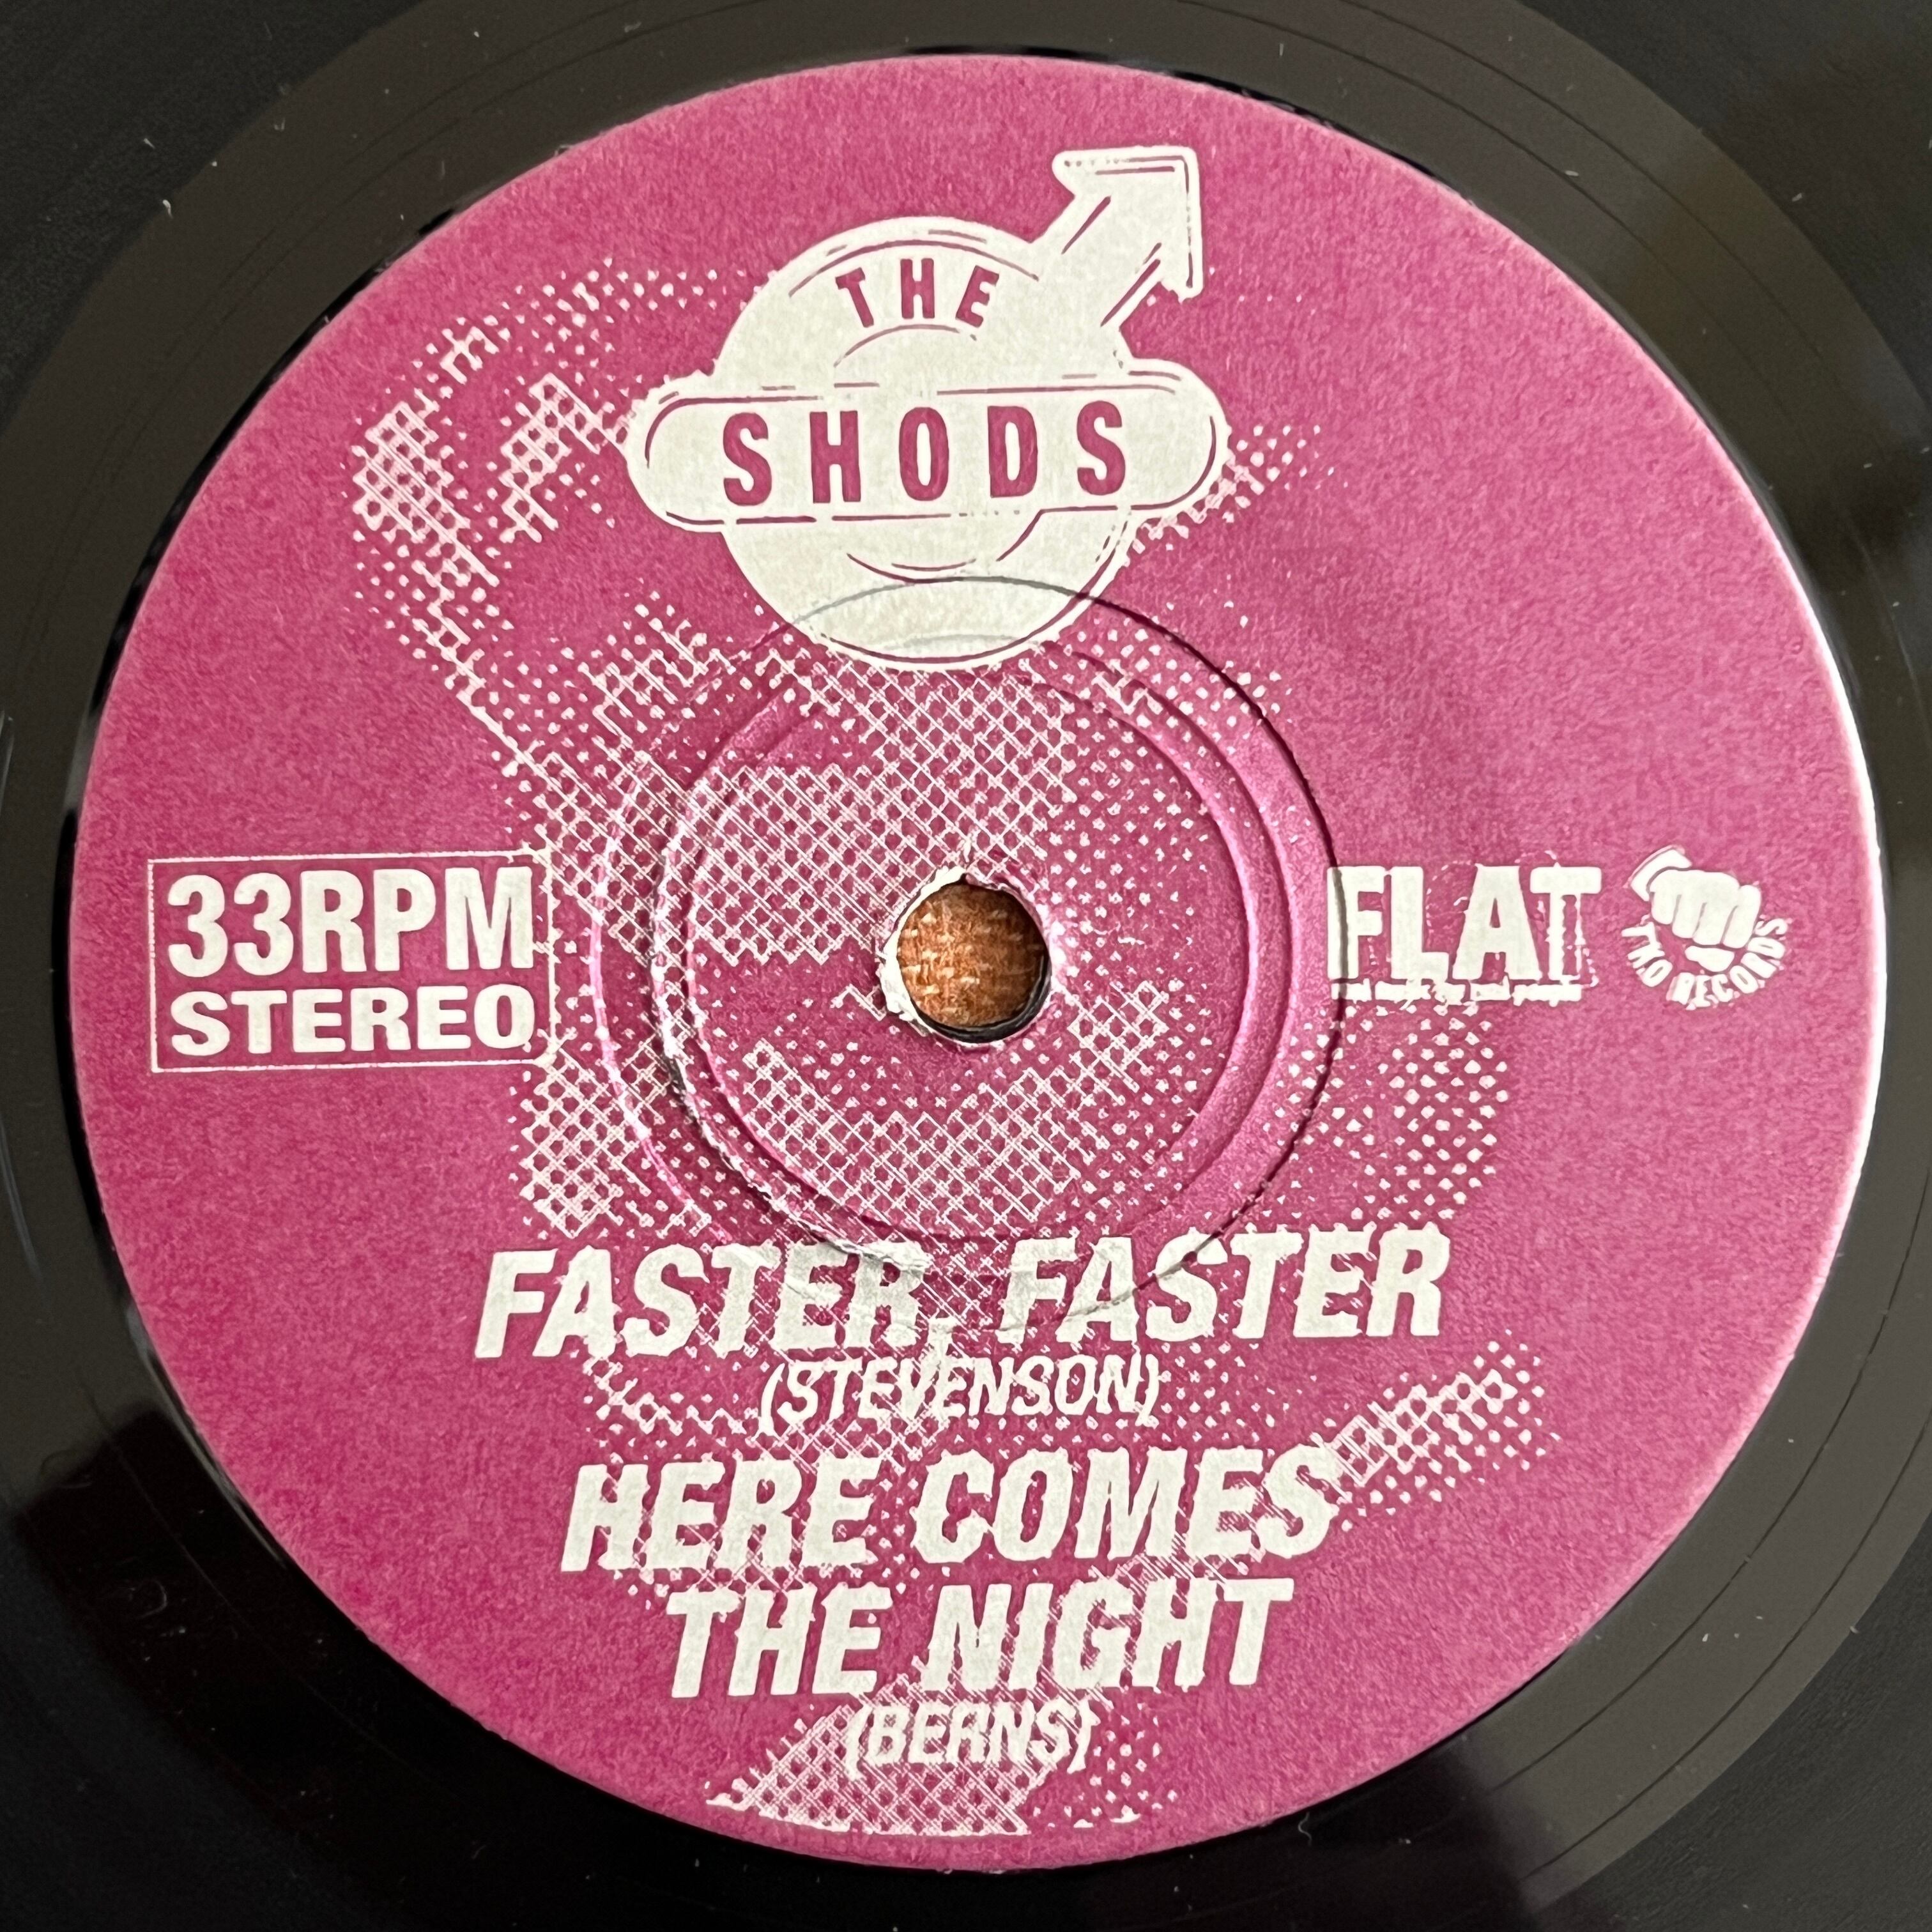 THE
SHODS
33RPM
STEREO
FLAT
TKO RECORDS
FASTER, FASTER
(STEVENSON)
HERE COMES
THE NIGHT
(BERNS)